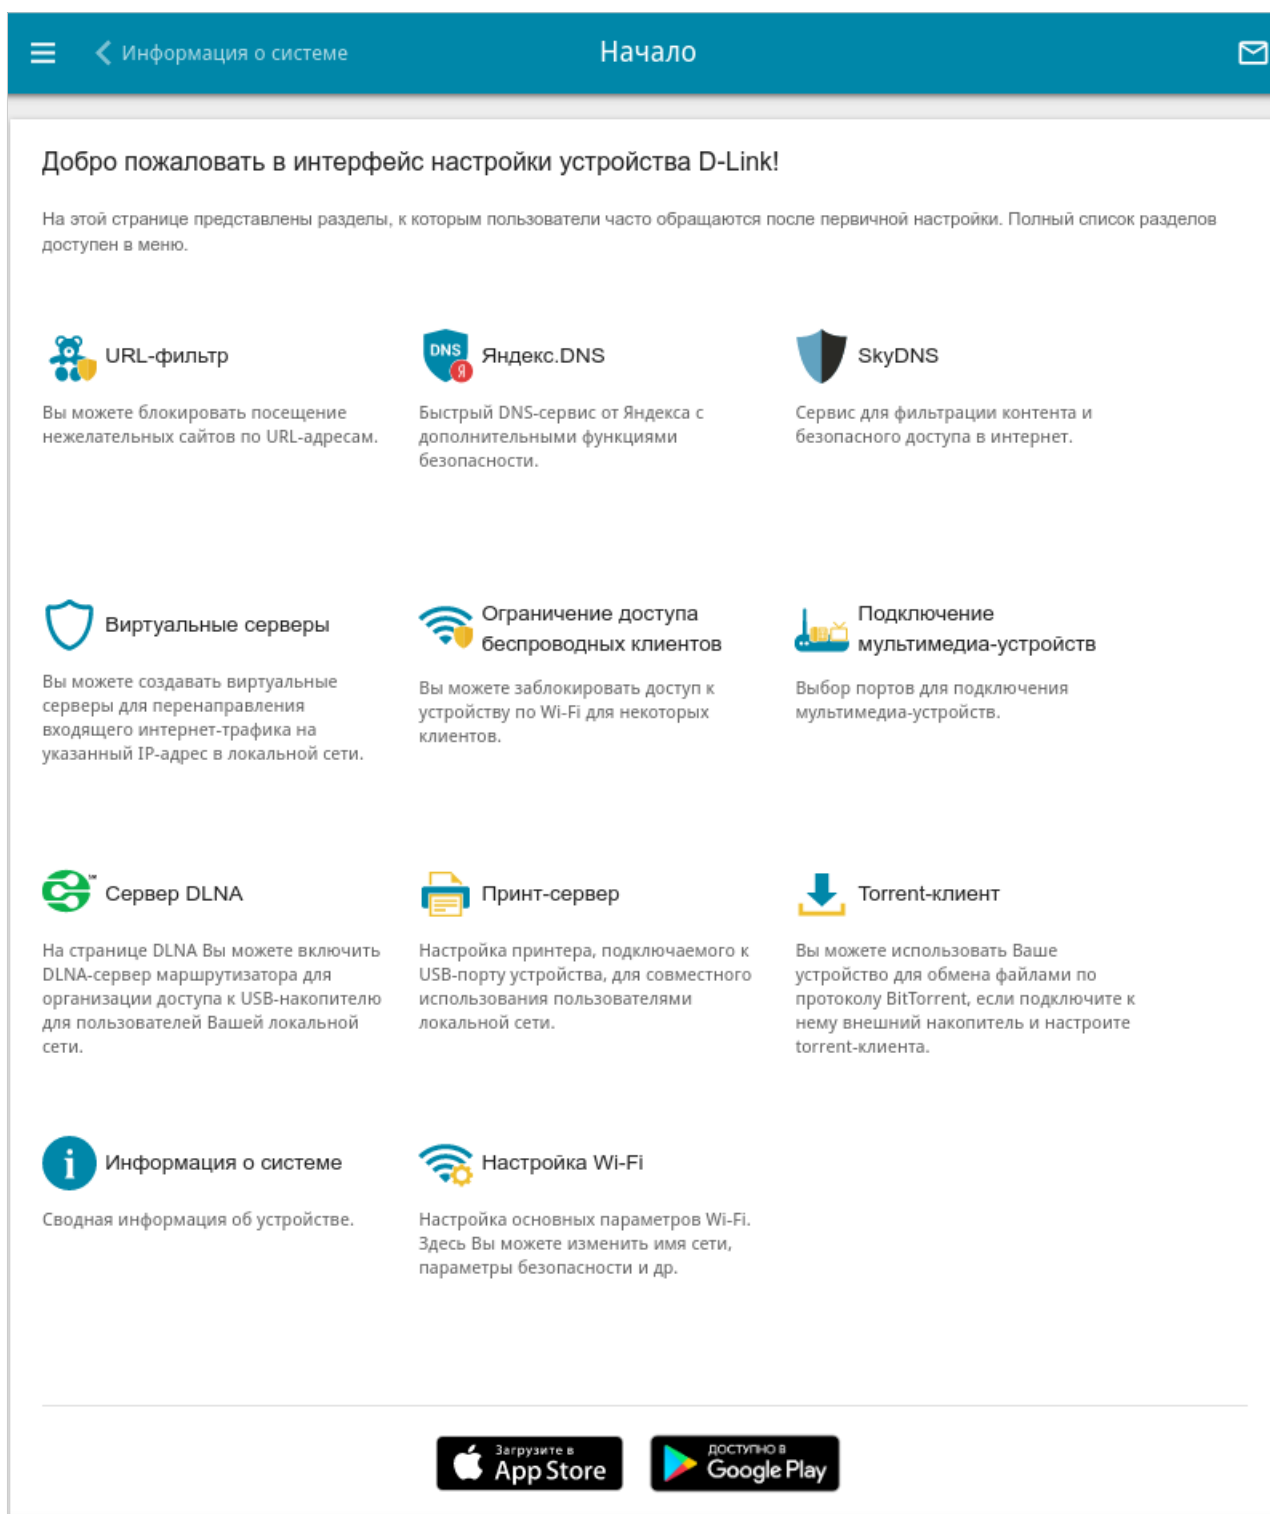 Информация о системе
Начало
Добро пожаловать в интерфейс настройки устройства D-Link!
На этой странице представлены разделы, к которым пользователи часто обращаются после первичной настройки. Полный список разделов
доступен в меню.
URL-фильтр
Вы можете блокировать посещение
нежелательных сайтов по URL-адресам.
DNS
Я
Яндекс.DNS
Быстрый DNS-сервис от Яндекса с
дополнительными функциями
безопасности.
SkyDNS
Сервис для фильтрации контента и
безопасного доступа в интернет.
Виртуальные серверы
Вы можете создавать виртуальные
серверы для перенаправления
входящего интернет-трафика на
указанный IP-адрес в локальной сети.
Ограничение доступа
беспроводных клиентов
Вы можете заблокировать доступ к
устройству по Wi-Fi для некоторых
клиентов.
Подключение
мультимедиа-устройств
Выбор портов для подключения
мультимедиа-устройств.
Сервер DLNA
На странице DLNA Вы можете включить
DLNA-сервер маршрутизатора для
организации доступа к USB-накопителю
для пользователей Вашей локальной
сети.
Принт-сервер
Настройка принтера, подключаемого к
USB-порту устройства, для совместного
использования пользователями
локальной сети.
Torrent-клиент
Вы можете использовать Ваше
устройство для обмена файлами по
протоколу BitTorrent, если подключите к
нему внешний накопитель и настроите
torrent-клиента.
i
Информация о системе
Сводная информация об устройстве.
Настройка Wi-Fi
Настройка основных параметров Wi-Fi.
Здесь Вы можете изменить имя сети,
параметры безопасности и др.
Загрузите в
App Store
ДОСТУПНО В
Google Play